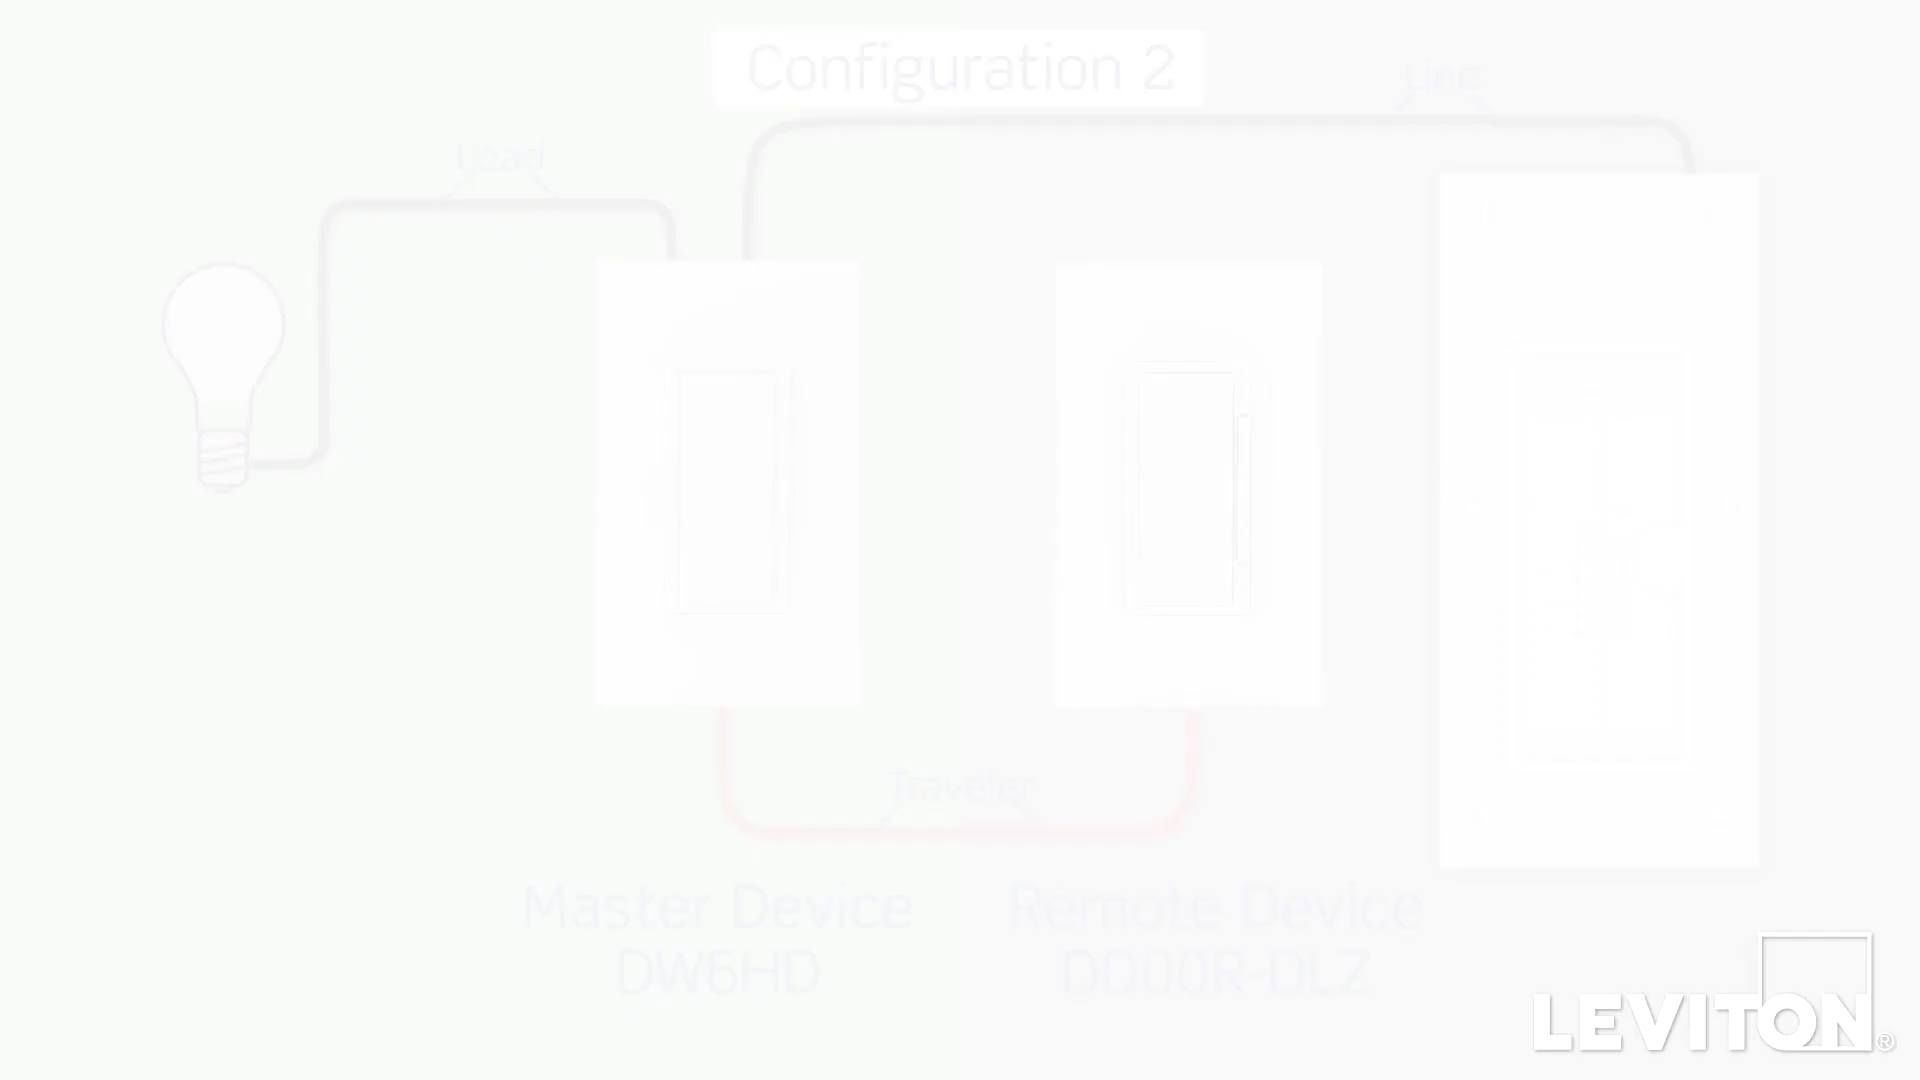 Configuration 2
Line
Load
Traveler
Master Device
DW6HD
Remote Device
DD00R-DLZ
LEVITON®